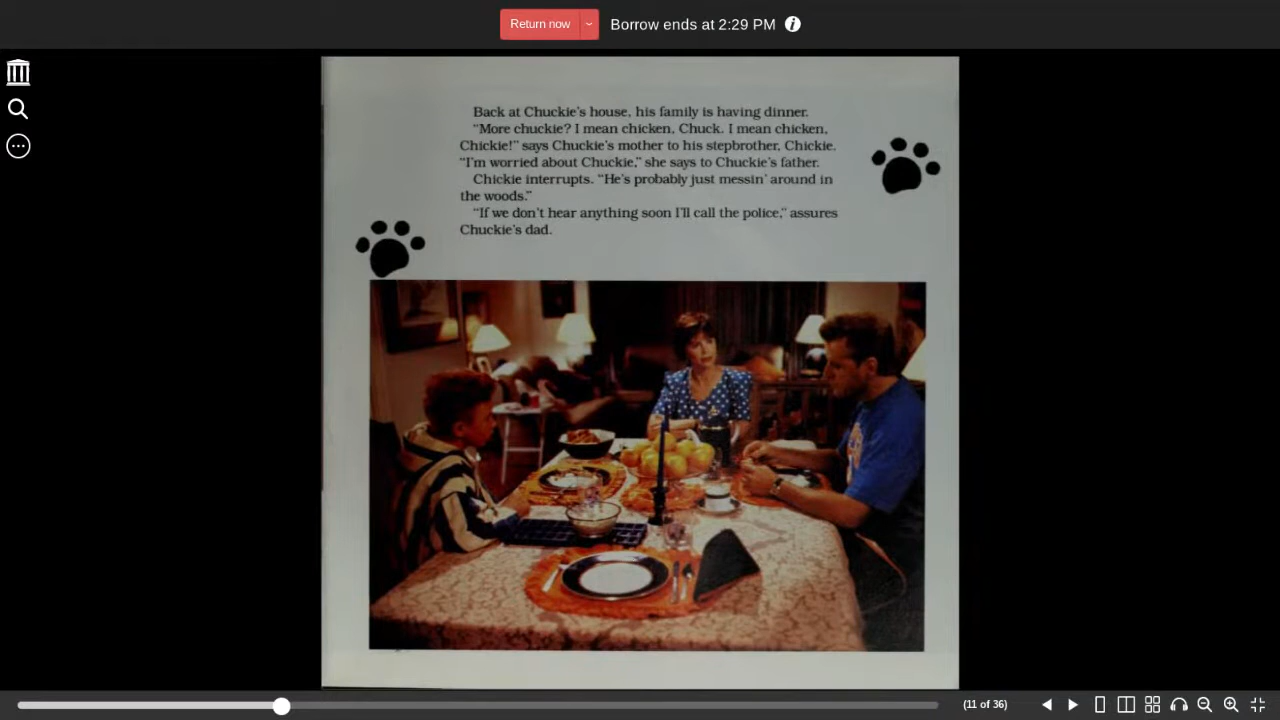 Return now
Borrow ends at 2:29 PM
Back at Chuckie's house, his family is having dinner.
"More chuckie? I mean chicken, Chuck. I mean chicken,
Chickie!" says Chuckie's mother to his stepbrother, Chickie.
"I'm worried about Chuckie," she says to Chuckie's father.
Chickie interrupts. "He's probably just messin' around in
the woods."
"If we don't hear anything soon I'll call the police," assures
Chuckie's dad.
(11 of 36)